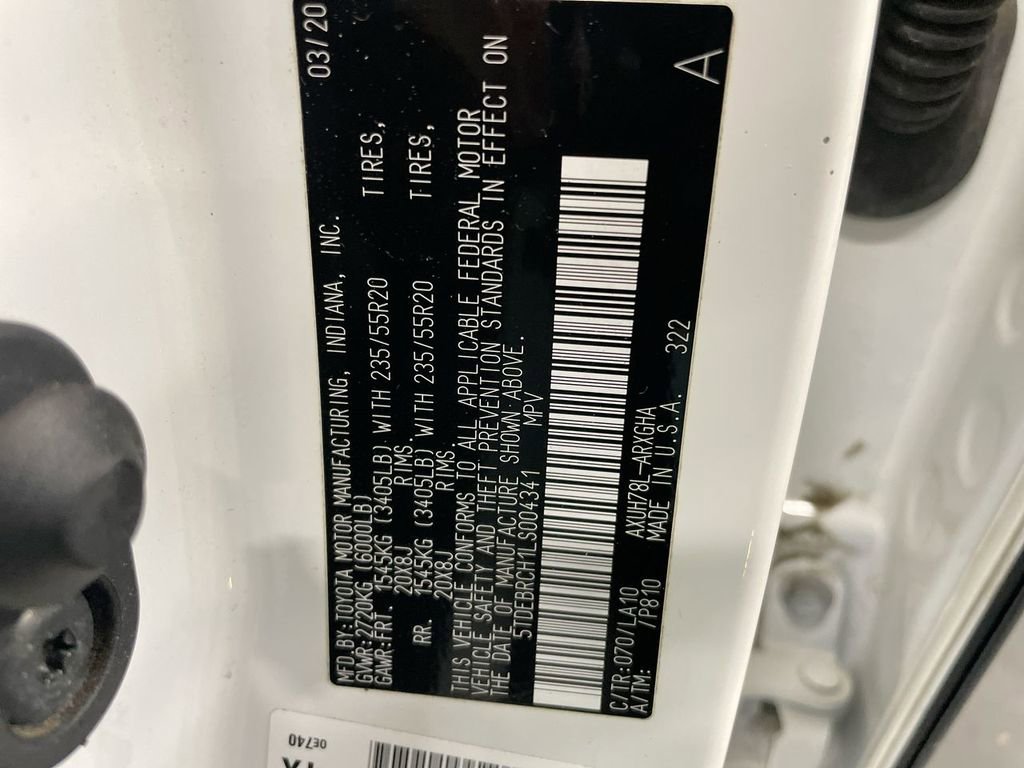 MFD.BY:TOYOTA MOTOR MANUFACTURING, INDIANA, INC. 03/20
GVWR:2720KG (6000LB)
GAWR:FRT. 1545KG (3405LB) WITH 235/55R20 TIRES,
20X8J RIMS.
RR. 1545KG (3405LB) WITH 235/55R20 TIRES,
20X8J RIMS.
THIS VEHICLE CONFORMS TO ALL APPLICABLE FEDERAL MOTOR
VEHICLE SAFETY AND THEFT PREVENTION STANDARDS IN EFFECT ON
THE DATE OF MANUFACTURE SHOWN ABOVE.
5TDEBRCH1LS004341 MPV
C/TR:070/LA10 AXUH78L-ARXGHA
A/TM: /P810 MADE IN U.S.A. 322
A
0E740